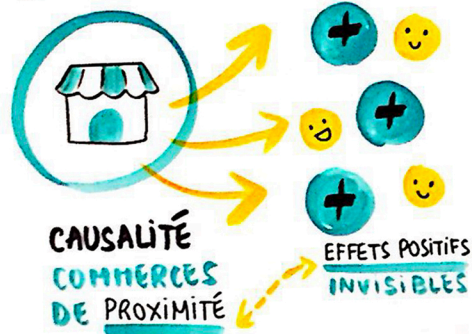 CAUSALITÉ
COMMERCES
DE PROXIMITÉ
EFFETS POSITIFS
INVISIBLES